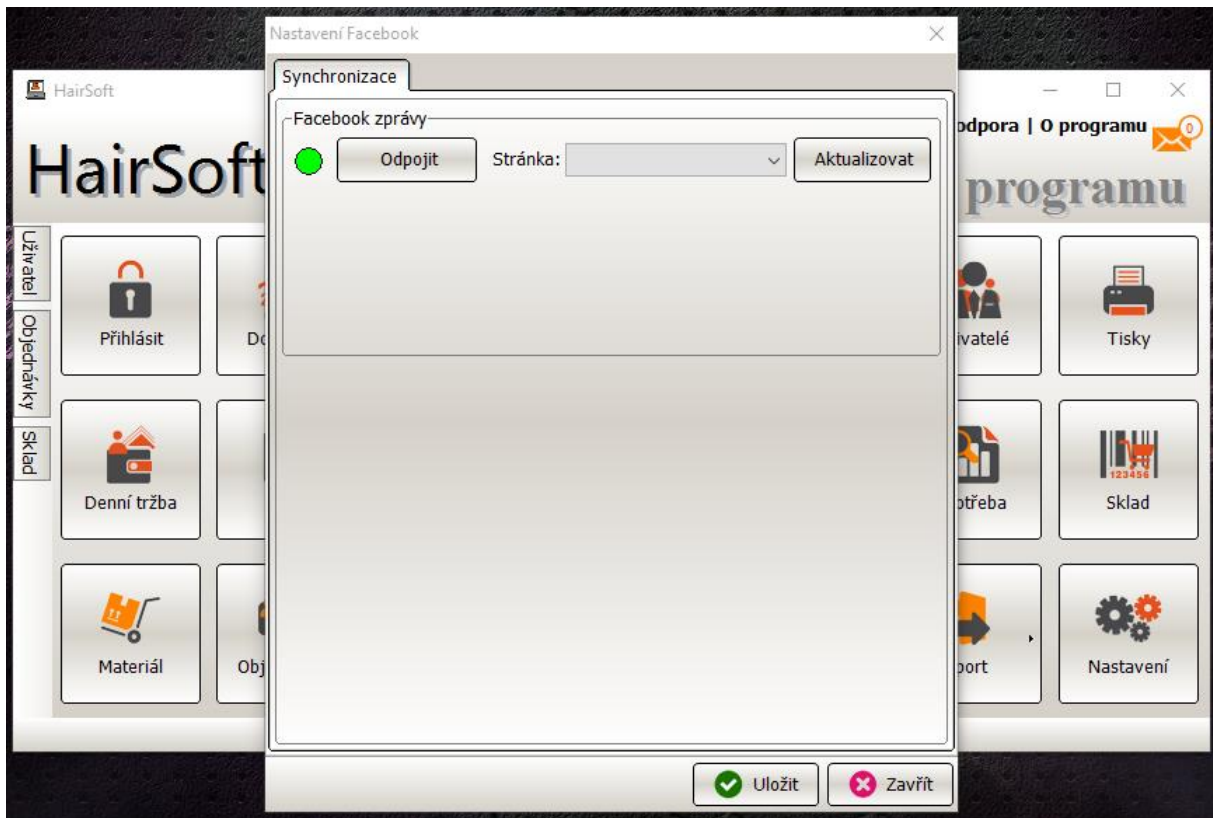 Nastavení Facebook
Synchronizace
Facebook zprávy
Odpojit
Stránka:
Aktualizovat
Uložit
Zavřít
HairSoft
odpora | O programu
0
HairSoft
programu
Uživatel
Objednávky
Sklad
Přihlásit
Do
ivatelé
Tisky
Denní tržba
otřeba
123456
Sklad
Materiál
Obj
port
Nastavení